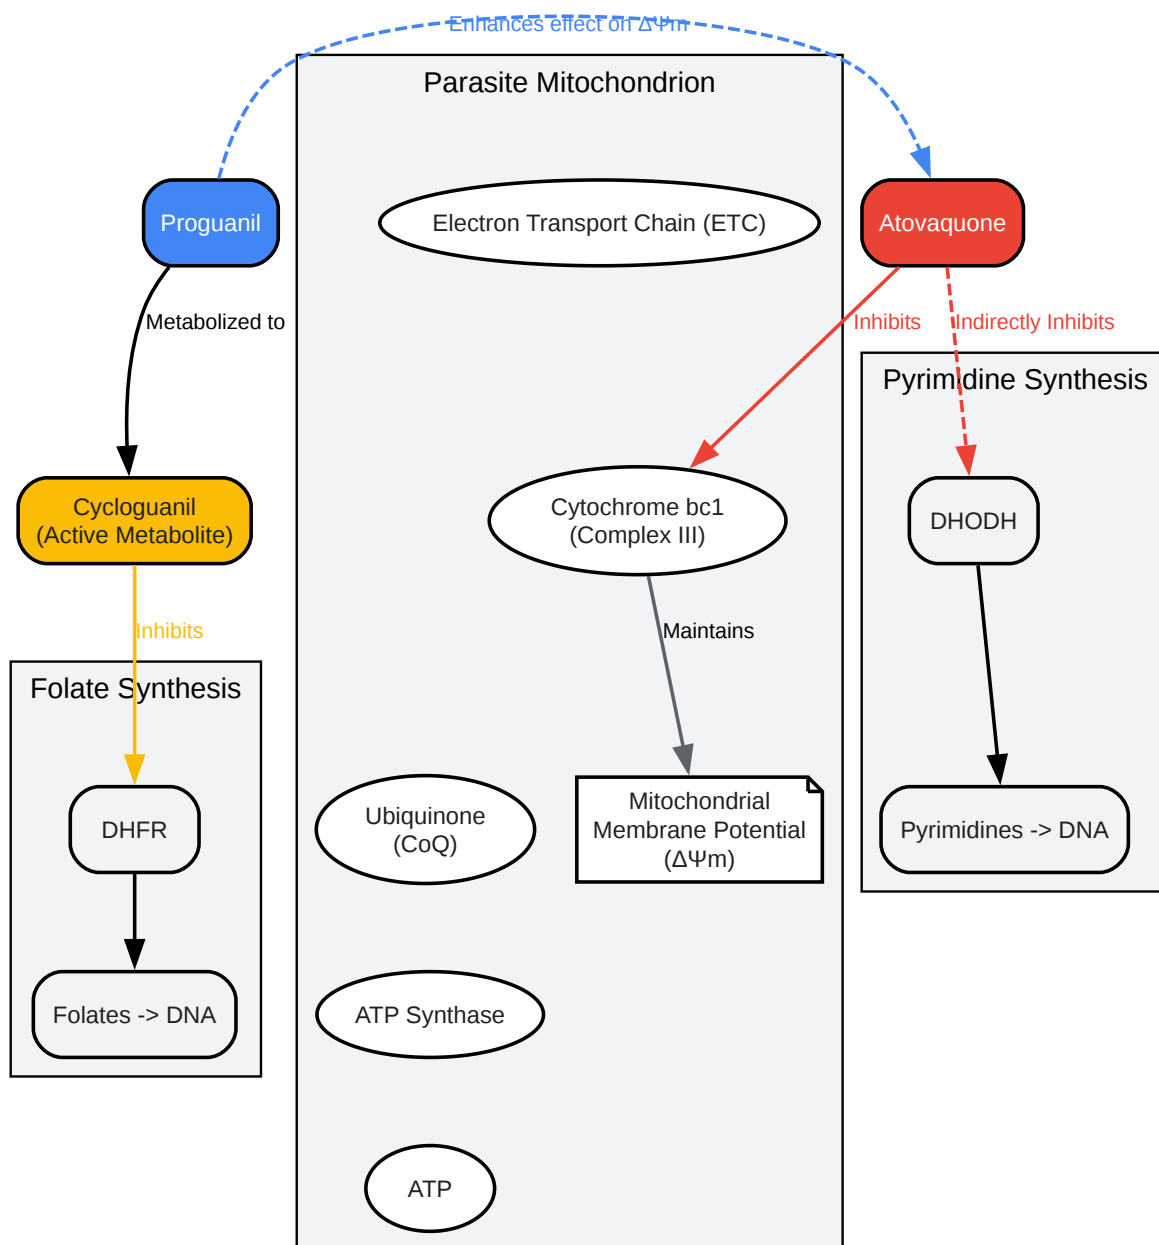 Enhances effect on ΔΨm
Parasite Mitochondrion
Proguanil
Electron Transport Chain (ETC)
Atovaquone
Metabolized to
Inhibits
Indirectly Inhibits
Pyrimidine Synthesis
Cycloguanil
(Active Metabolite)
Cytochrome bc1
(Complex III)
DHODH
Inhibits
Maintains
Folate Synthesis
DHFR
Ubiquinone
(CoQ)
Mitochondrial
Membrane Potential
(ΔΨm)
Pyrimidines -> DNA
Folates -> DNA
ATP Synthase
ATP